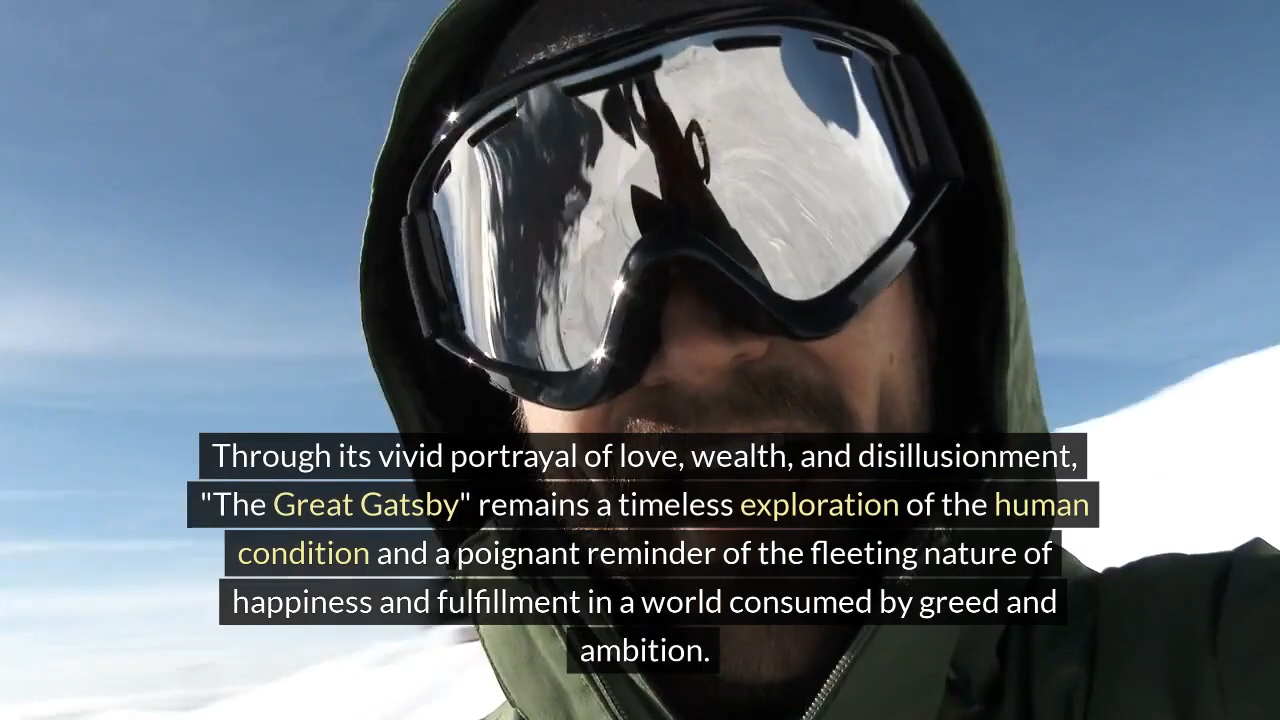 Through its vivid portrayal of love, wealth, and disillusionment,
"The Great Gatsby" remains a timeless exploration of the human
condition and a poignant reminder of the fleeting nature of
happiness and fulfillment in a world consumed by greed and
ambition.